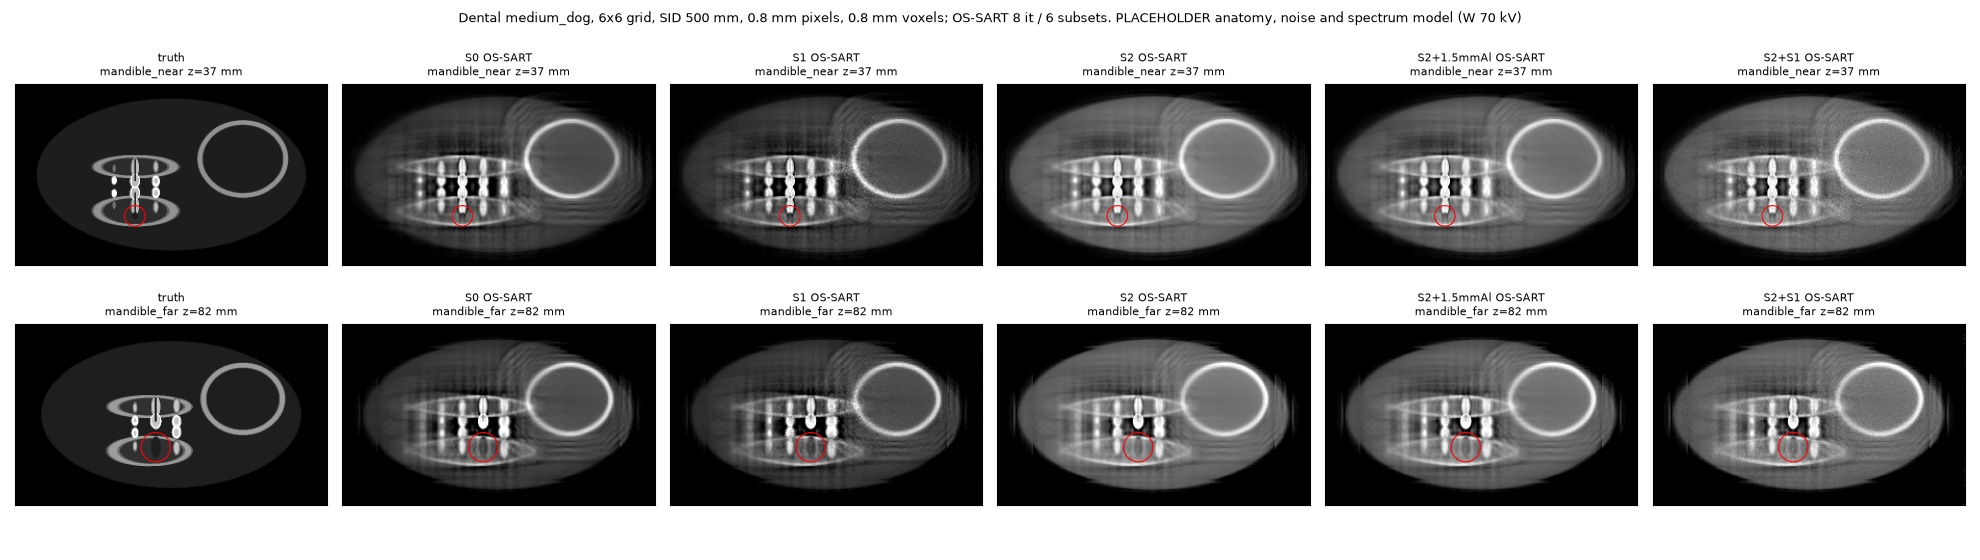 Dental medium_dog, 6x6 grid, SID 500 mm, 0.8 mm pixels, 0.8 mm voxels; OS-SART 8 it / 6 subsets. PLACEHOLDER anatomy, noise and spectrum model (W 70 kV)
truth
mandible_near z=37 mm
S0 OS-SART
mandible_near z=37 mm
S1 OS-SART
mandible_near z=37 mm
S2 OS-SART
mandible_near z=37 mm
S2+1.5mmAl OS-SART
mandible_near z=37 mm
S2+S1 OS-SART
mandible_near z=37 mm
truth
mandible_far z=82 mm
S0 OS-SART
mandible_far z=82 mm
S1 OS-SART
mandible_far z=82 mm
S2 OS-SART
mandible_far z=82 mm
S2+1.5mmAl OS-SART
mandible_far z=82 mm
S2+S1 OS-SART
mandible_far z=82 mm